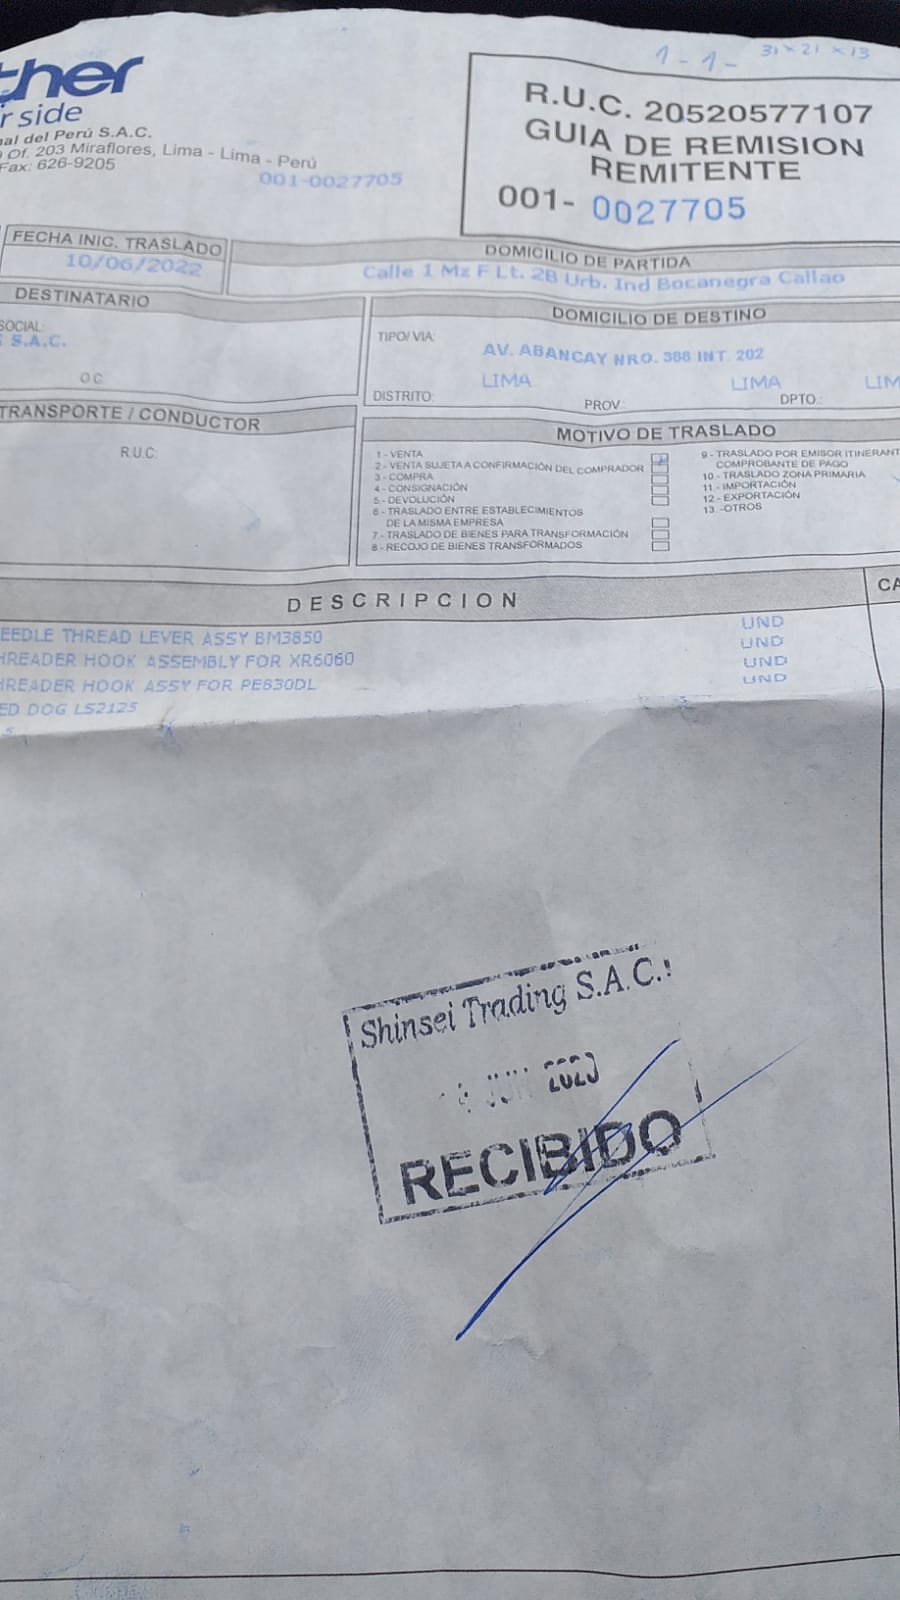 1 - 1 - 31 x 21 x 13
ther
r side
nal del Perú S.A.C.
Of. 203 Miraflores, Lima - Lima - Perú
Fax: 626-9205
001-0027705
R.U.C. 20520577107
GUIA DE REMISION
REMITENTE
001- 0027705
FECHA INIC. TRASLADO
10/06/2022
DOMICILIO DE PARTIDA
Calle 1 Mz F Lt. 2B Urb. Ind Bocanegra Callao
DESTINATARIO
SOCIAL:
S.A.C.
OC
DOMICILIO DE DESTINO
TIPO/ VIA:
AV. ABANCAY NRO. 388 INT. 202
LIMA LIMA LIM
DISTRITO: PROV.: DPTO.:
TRANSPORTE / CONDUCTOR
R.U.C:
MOTIVO DE TRASLADO
1 - VENTA
2 - VENTA SUJETA A CONFIRMACIÓN DEL COMPRADOR
3 - COMPRA
4 - CONSIGNACIÓN
5 - DEVOLUCIÓN
6 - TRASLADO ENTRE ESTABLECIMIENTOS
DE LA MISMA EMPRESA
7 - TRASLADO DE BIENES PARA TRANSFORMACIÓN
8 - RECOJO DE BIENES TRANSFORMADOS
9 - TRASLADO POR EMISOR ITINERANT
COMPROBANTE DE PAGO
10 - TRASLADO ZONA PRIMARIA
11 - IMPORTACIÓN
12 - EXPORTACIÓN
13 -OTROS
DESCRIPCION CA
EEDLE THREAD LEVER ASSY BM3850 UND
HREADER HOOK ASSEMBLY FOR XR6060 UND
HREADER HOOK ASSY FOR PE830DL UND
ED DOG LS2125 UND
Shinsei Trading S.A.C.
JUN 2023
RECIBIDO